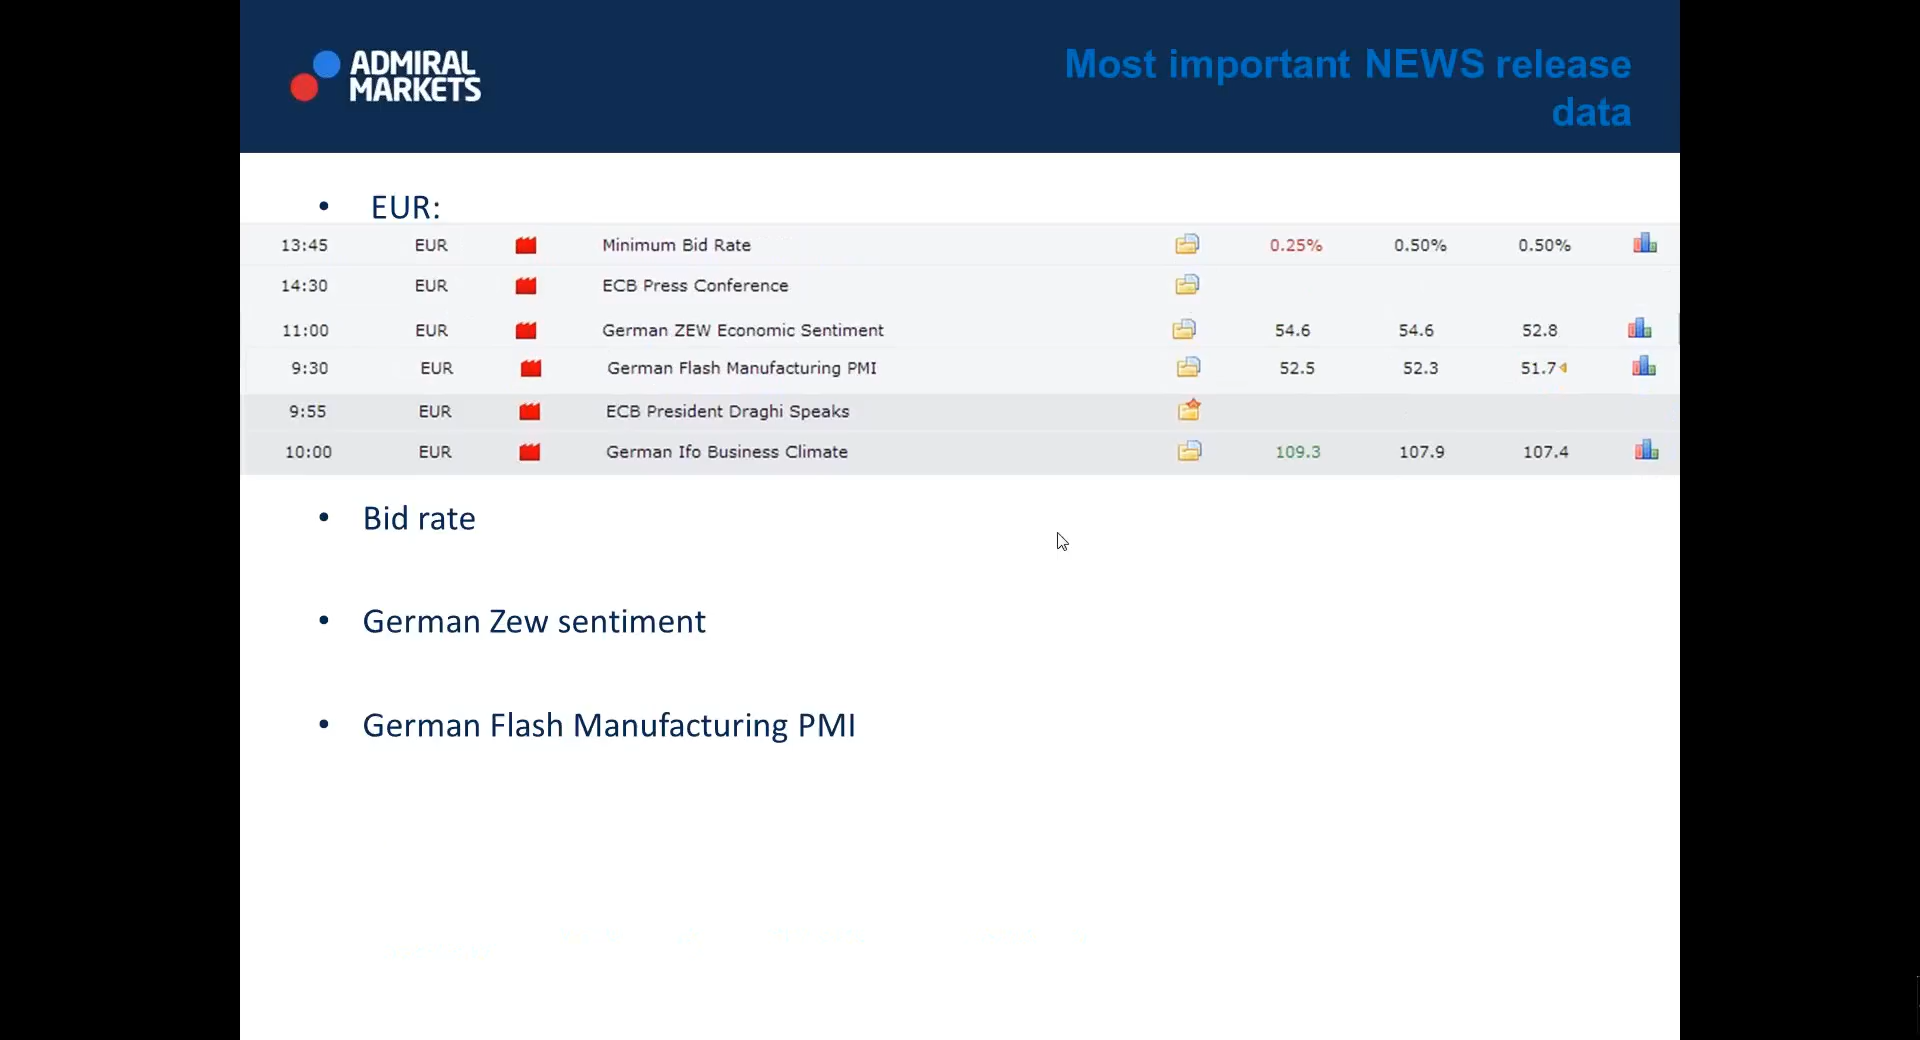 ADMIRAL
MARKETS
Most important NEWS release
data
• EUR:
13:45 EUR Minimum Bid Rate 0.25% 0.50% 0.50%
14:30 EUR ECB Press Conference
11:00 EUR German ZEW Economic Sentiment 54.6 54.6 52.8
9:30 EUR German Flash Manufacturing PMI 52.5 52.3 51.7
9:55 EUR ECB President Draghi Speaks
10:00 EUR German Ifo Business Climate 109.3 107.9 107.4
• Bid rate
• German Zew sentiment
• German Flash Manufacturing PMI